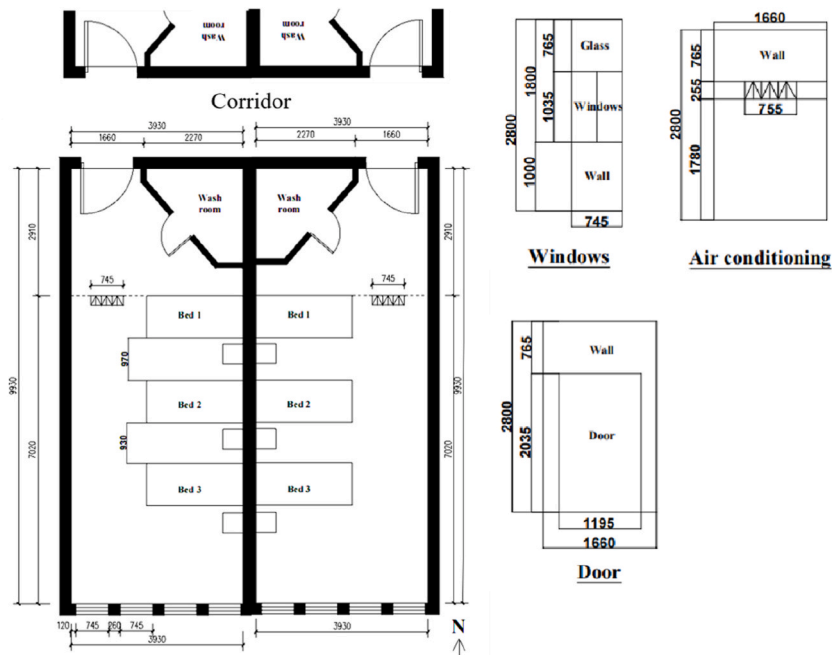 Wash
room
Wash
room
Corridor
3930
3930
1660
2270
2270
1660
Wash
room
Wash
room
2910
2910
745
745
Bed 1
Bed 1
970
9930
Bed 2
Bed 2
9930
930
7020
7020
Bed 3
Bed 3
120
745
260
745
3930
3930
N
765
Glass
1800
2800
1035
Windows
1000
Wall
745
Windows
1660
765
Wall
255
755
2800
1780
Air conditioning
765
Wall
2800
2035
Door
1195
1660
Door